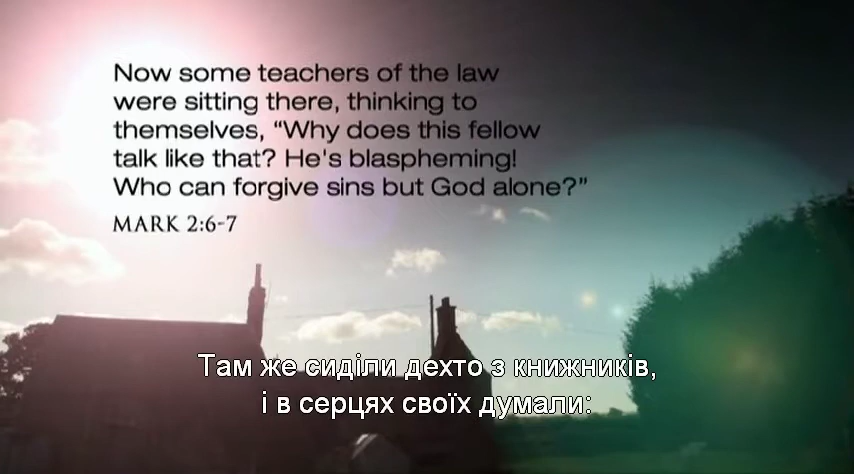 Now some teachers of the law
were sitting there, thinking to
themselves, “Why does this fellow
talk like that? He's blaspheming!
Who can forgive sins but God alone?”
MARK 2:6-7
Там же сиділи дехто з книжників,
і в серцях своїх думали: